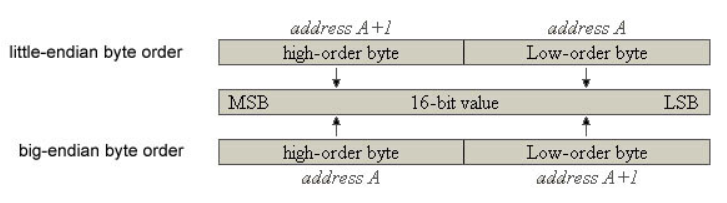 address A+1 address A
little-endian byte order high-order byte Low-order byte
MSB 16-bit value LSB
big-endian byte order high-order byte Low-order byte
address A address A+1